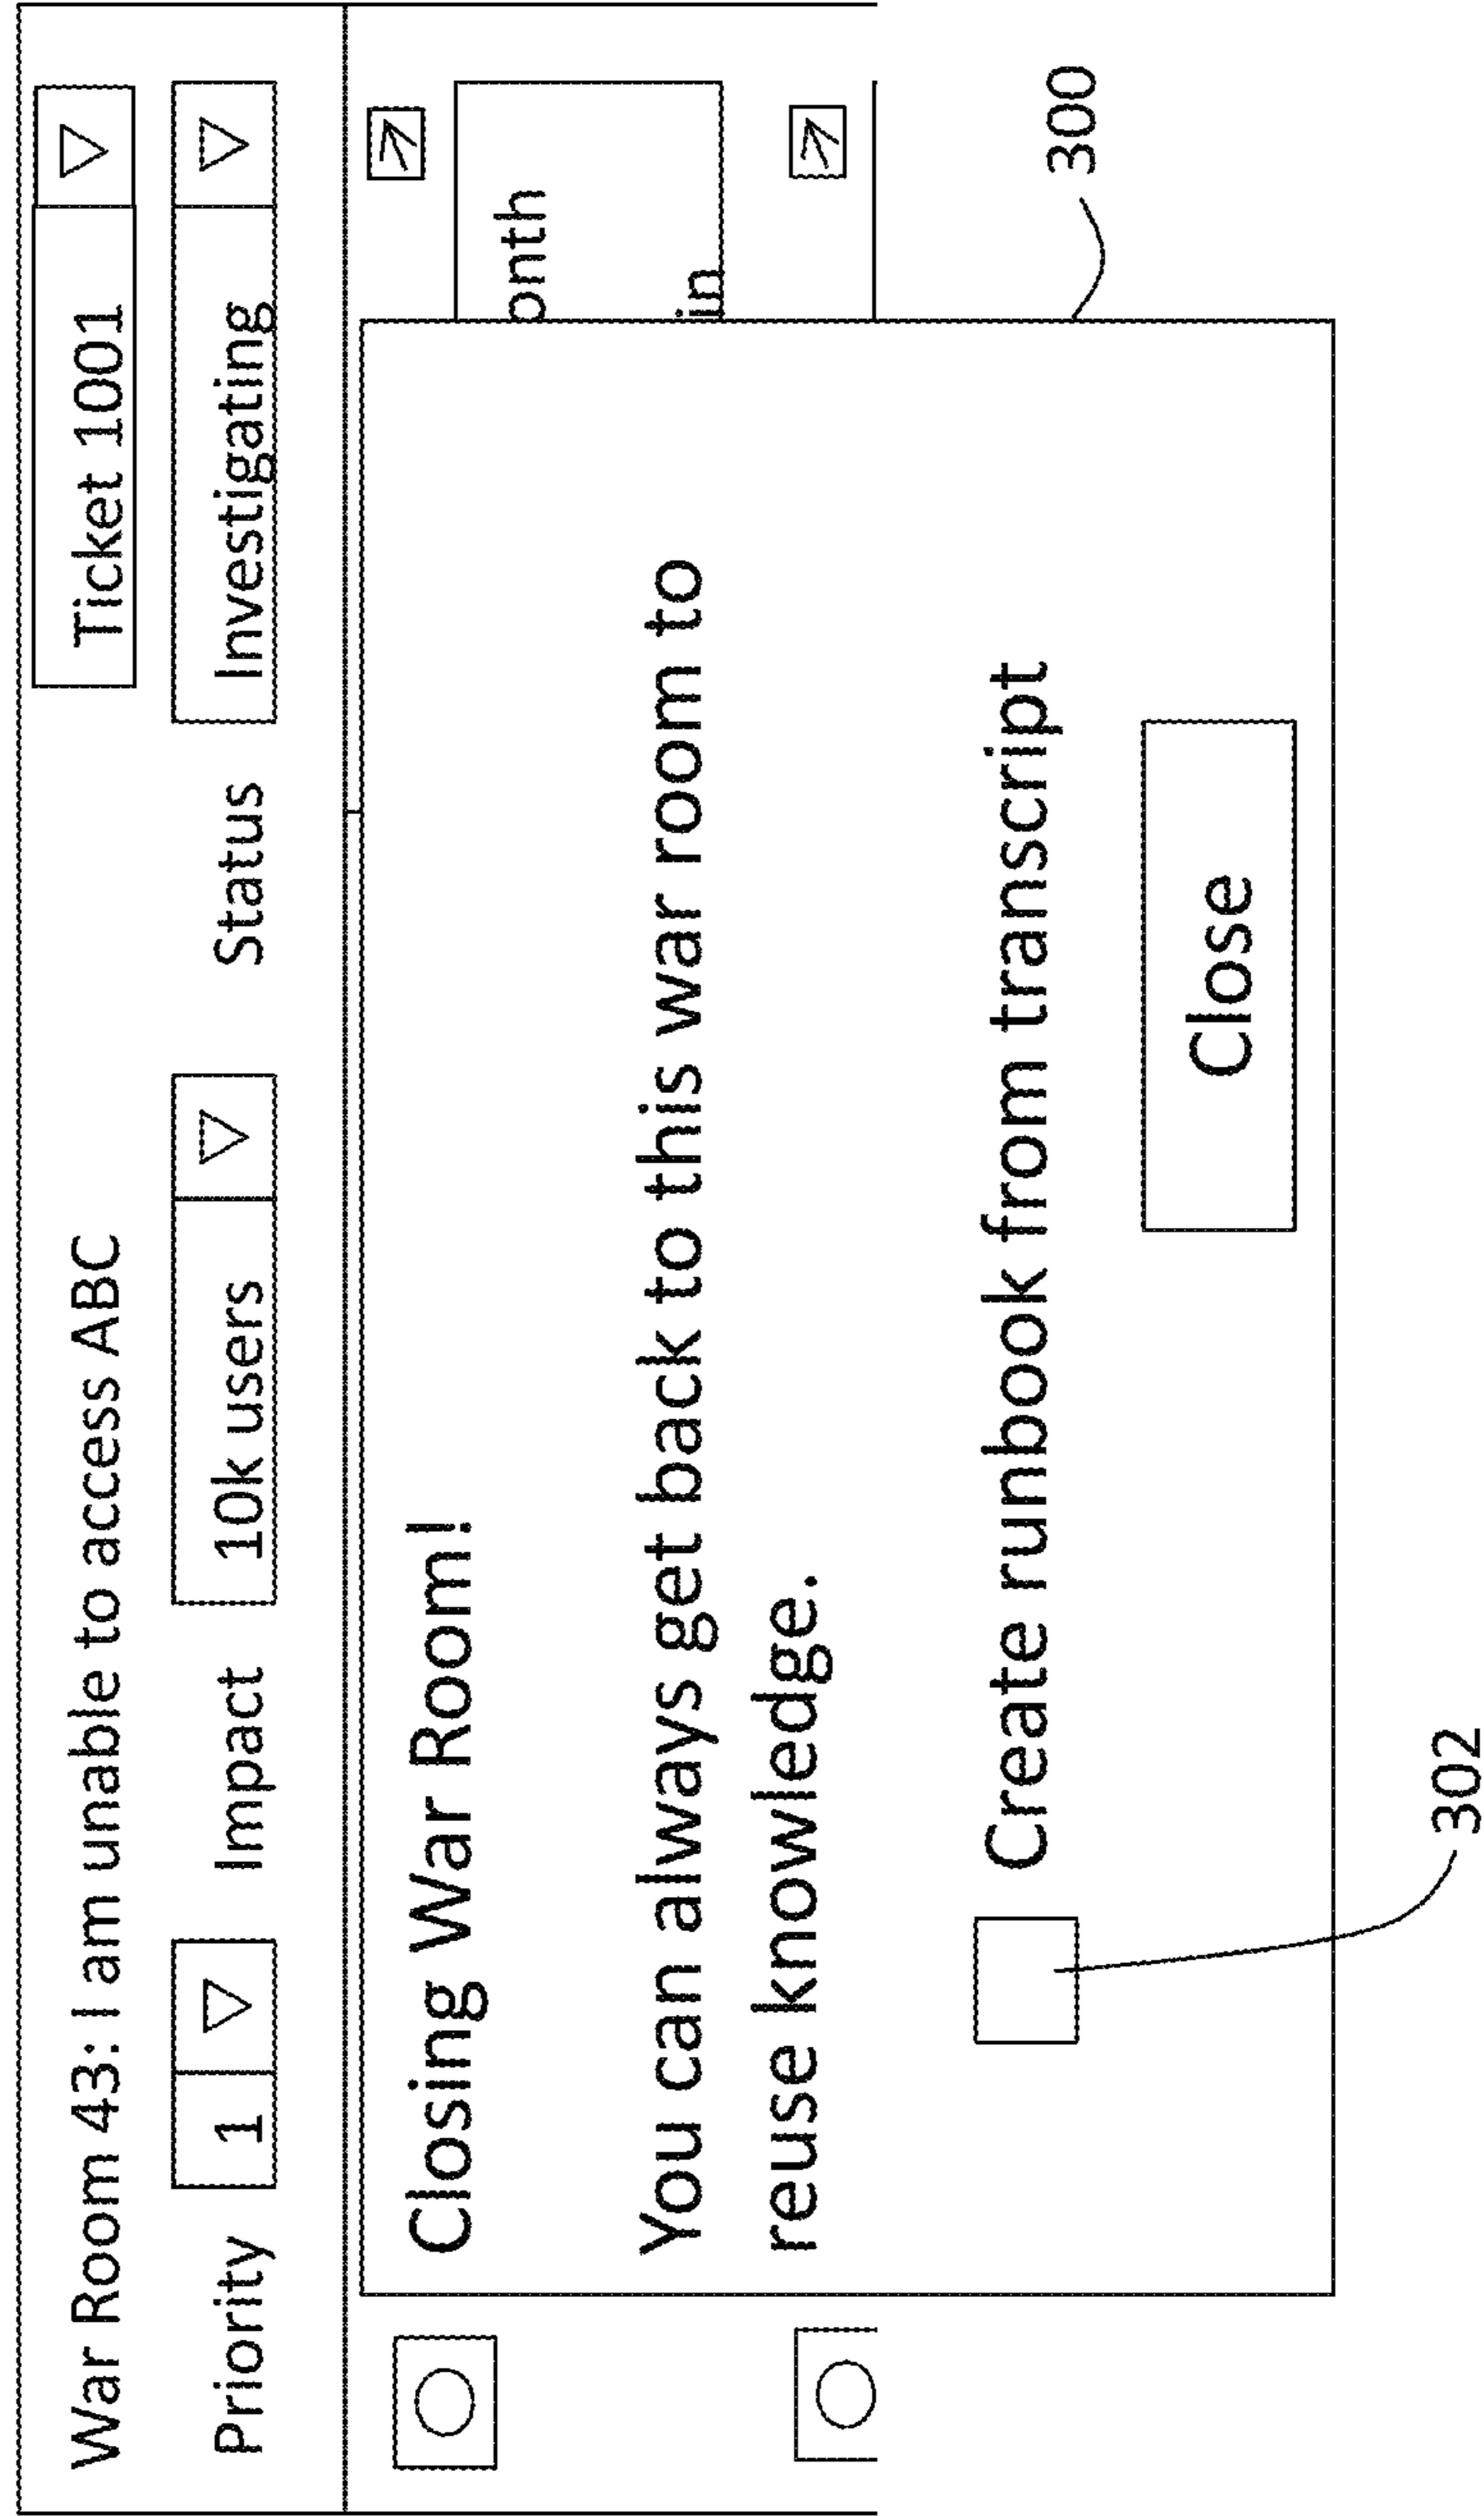 War Room 43: I am unable to access ABC
Ticket 1001
Priority 1 Impact 10k users Status Investigating
onth
in
Closing War Room!
You can always get back to this war room to
reuse knowledge.
Create runbook from transcript
Close
300
302